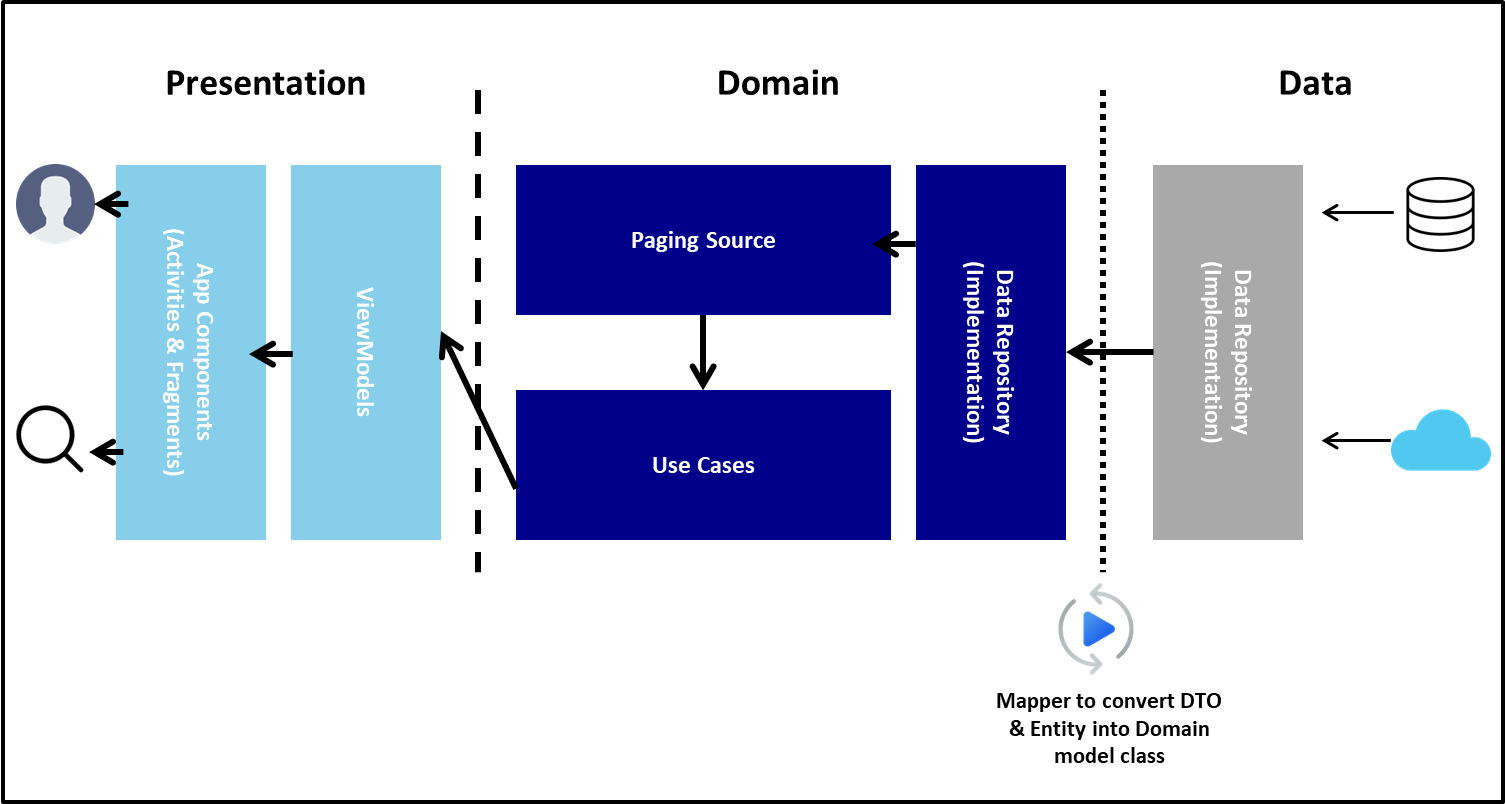 Presentation
Domain
Data
App Components
(Activities & Fragments)
ViewModels
Paging Source
Use Cases
Data Repository
(Implementation)
Data Repository
(Implementation)
Mapper to convert DTO
& Entity into Domain
model class